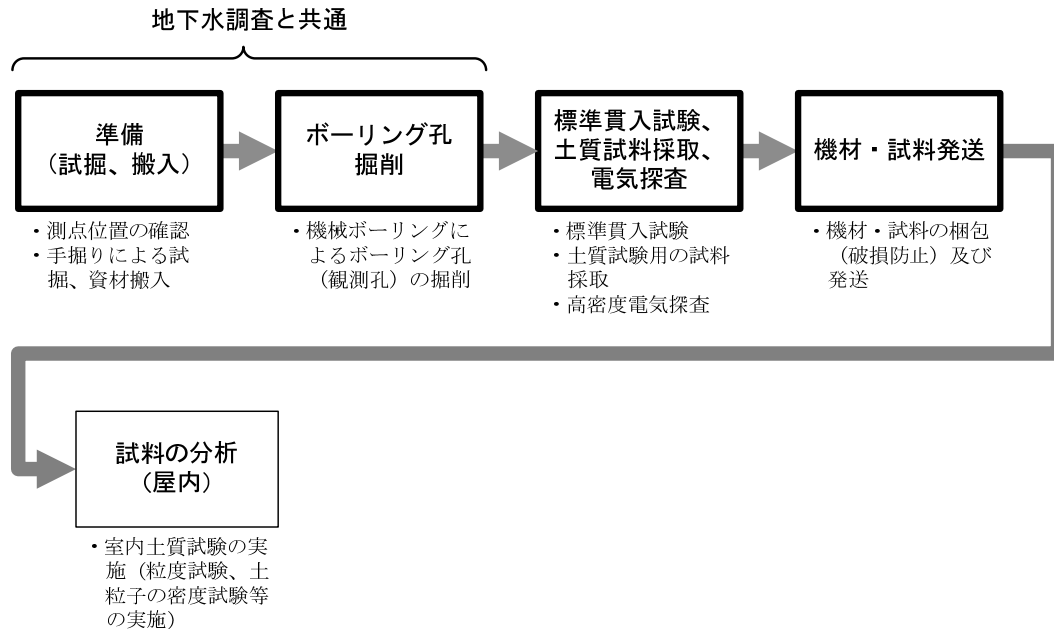 地下水調査と共通
準備
（試掘、搬入）
・測点位置の確認
・手掘りによる試
掘、資材搬入
ボーリング孔
掘削
・機械ボーリングに
よるボーリング孔
（観測孔）の掘削
標準貫入試験、
土質試料採取、
電気探査
・標準貫入試験
・土質試験用の試料
採取
・高密度電気探査
機材・試料発送
・機材・試料の梱包
（破損防止）及び
発送
試料の分析
（屋内）
・室内土質試験の実
施（粒度試験、土
粒子の密度試験等
の実施）